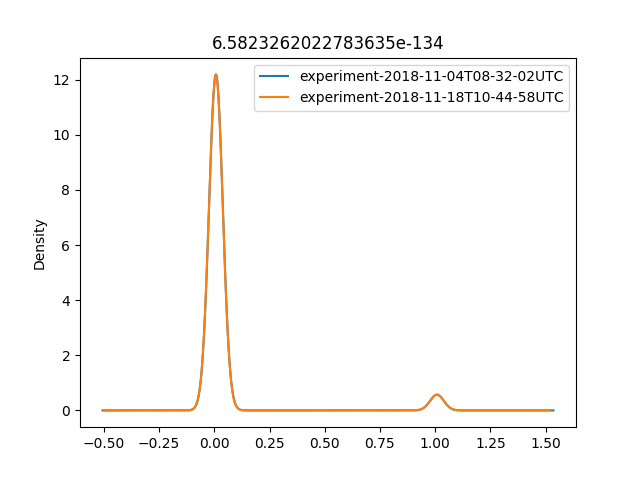 6.5823262022783635e-134
experiment-2018-11-04T08-32-02UTC
experiment-2018-11-18T10-44-58UTC
Density
12
10
8
6
4
2
0
−0.50 −0.25 0.00 0.25 0.50 0.75 1.00 1.25 1.50